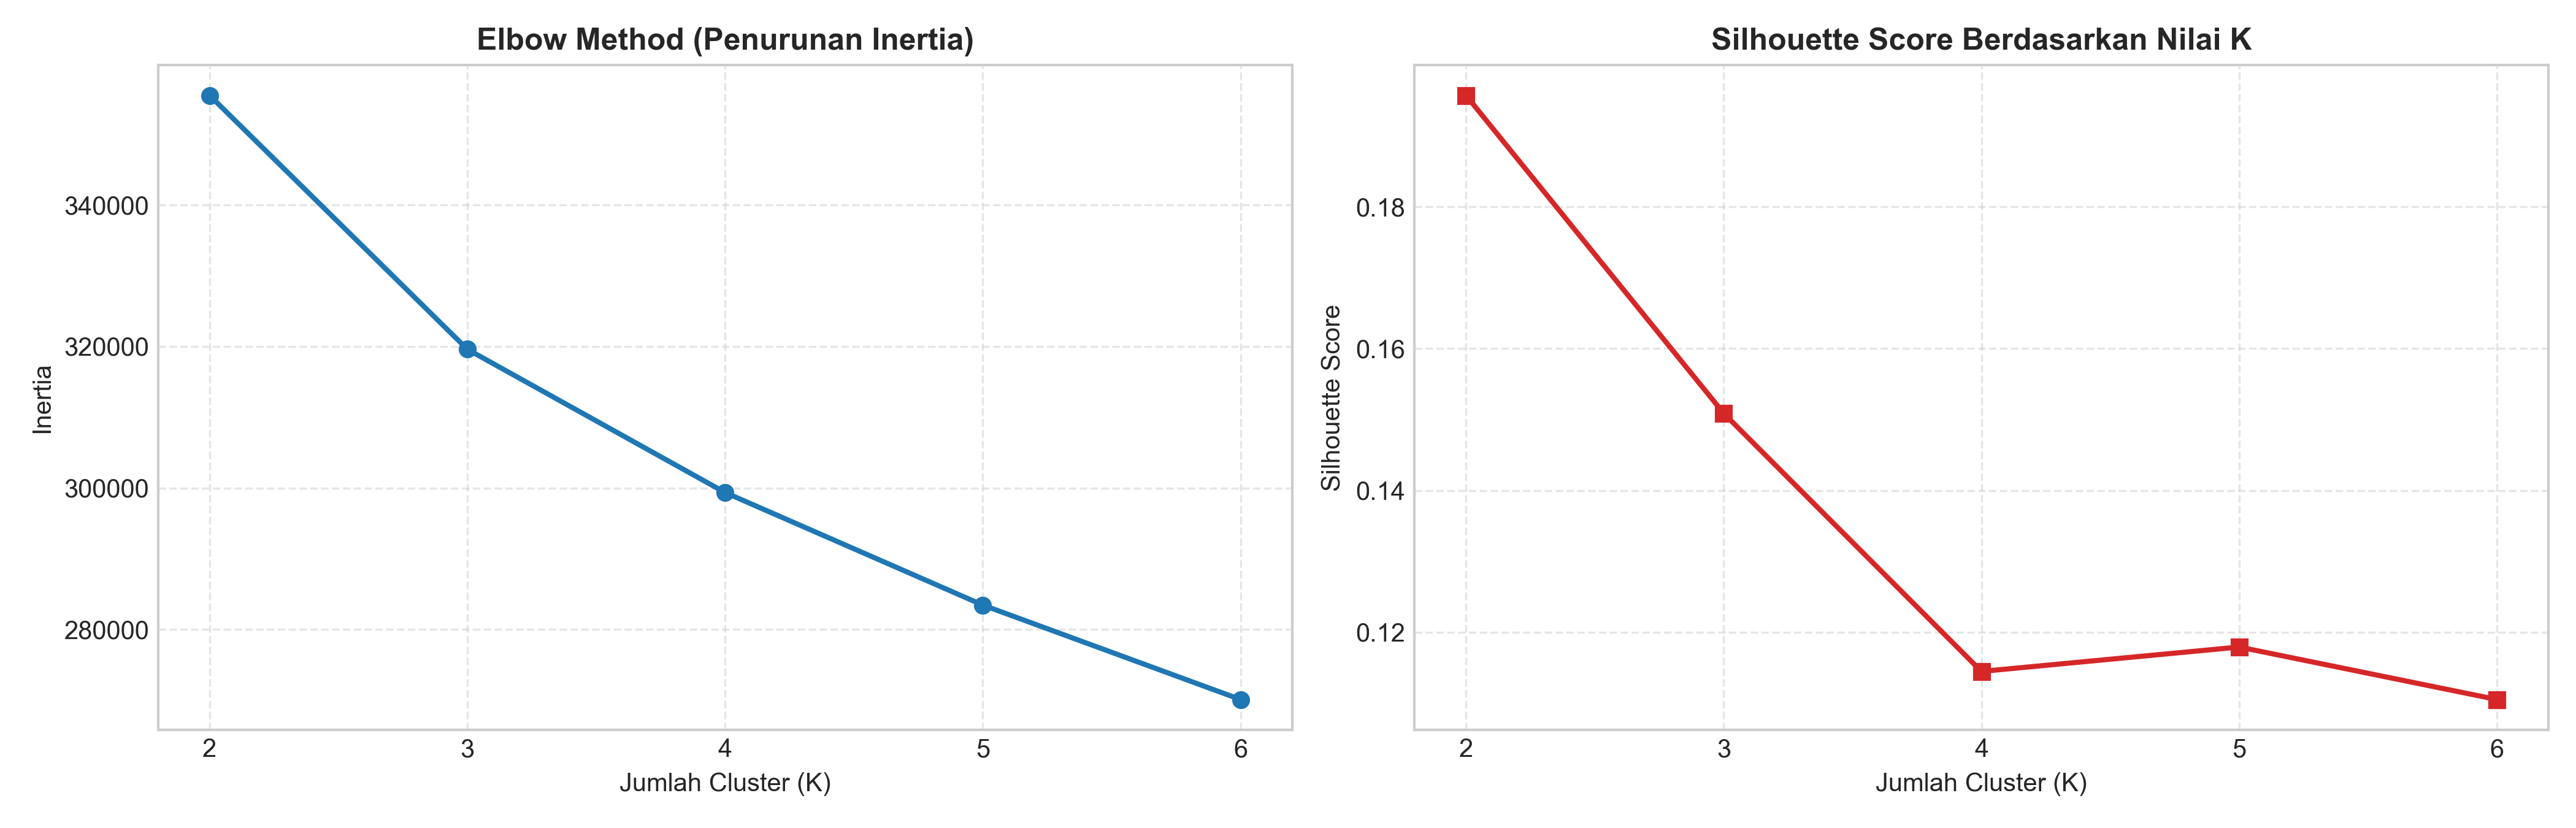 Elbow Method (Penurunan Inertia)
Inertia
340000
320000
300000
280000
2 3 4 5 6
Jumlah Cluster (K)
Silhouette Score Berdasarkan Nilai K
Silhouette Score
0.18
0.16
0.14
0.12
2 3 4 5 6
Jumlah Cluster (K)